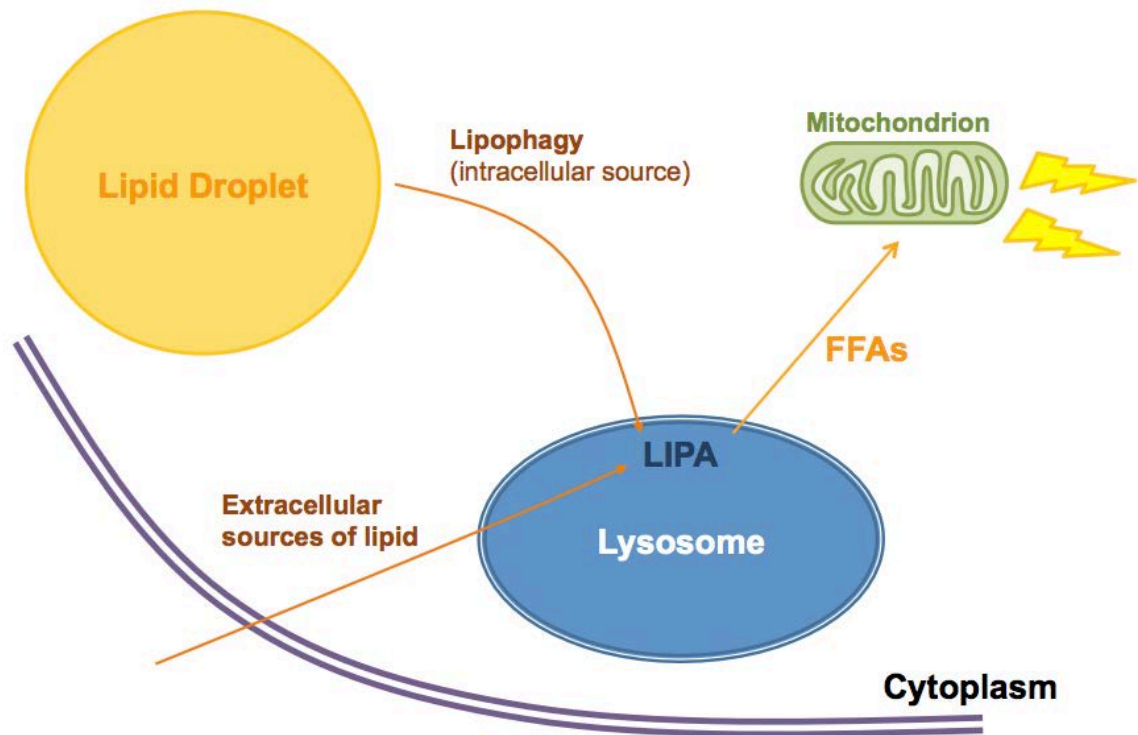 Lipid Droplet
Lipophagy
(intracellular source)
Mitochondrion
FFAs
LIPA
Extracellular
sources of lipid
Lysosome
Cytoplasm